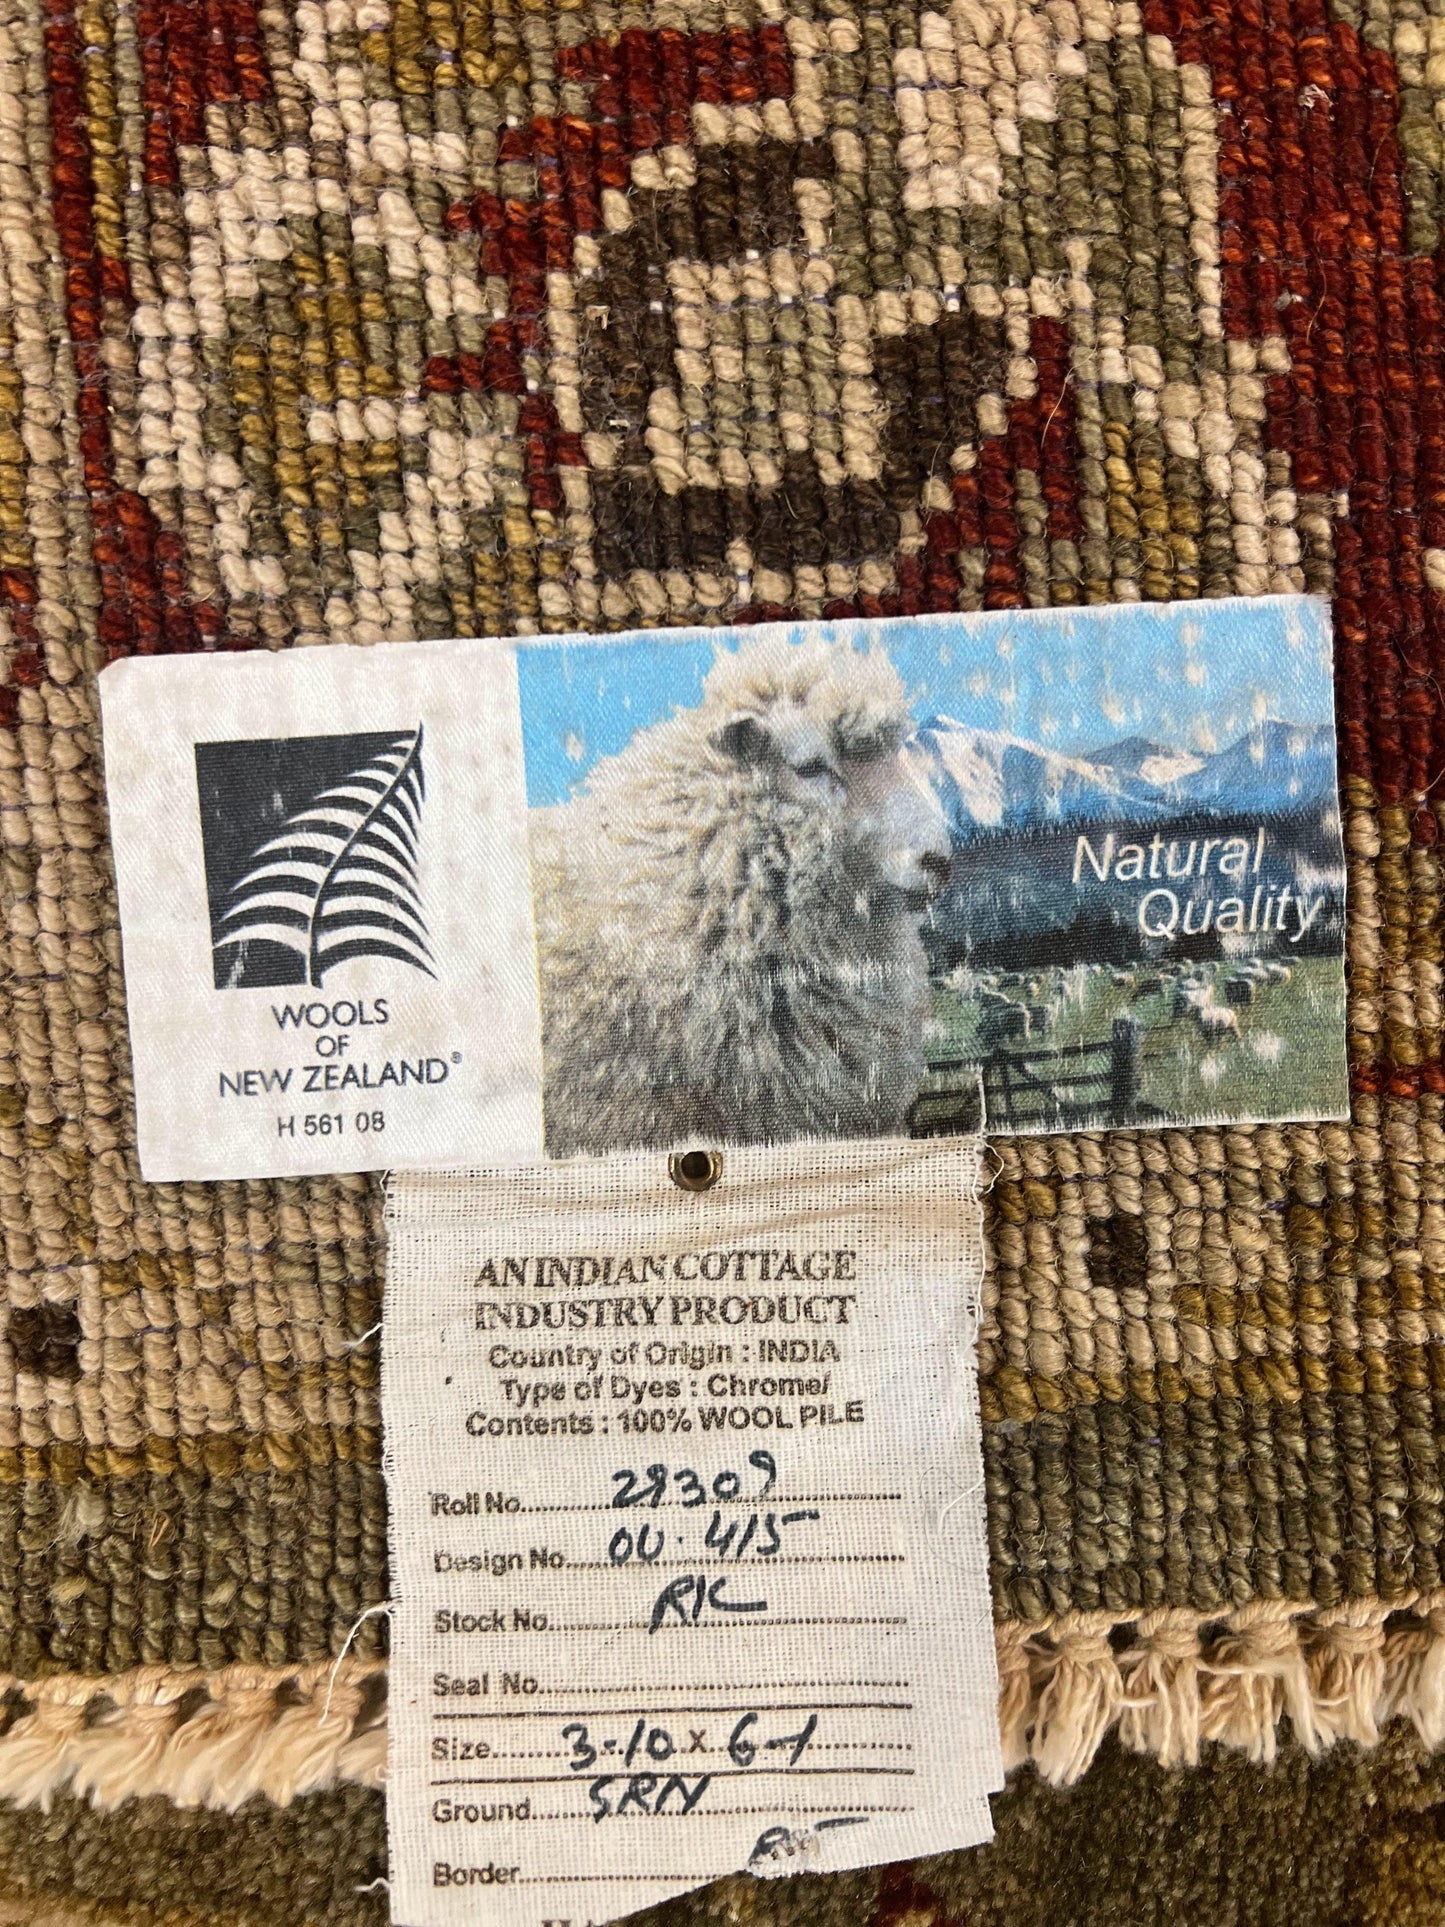 WOOLS
OF
NEW ZEALAND®
H 561 08
Natural
Quality
AN INDIAN COTTAGE
INDUSTRY PRODUCT
Country of Origin : INDIA
Type of Dyes : Chrome/
Contents : 100% WOOL PILE
Roll No. 29309
Design No. OU. 415
Stock No. RK
Seal No.
Size 3-10 X 6-1
Ground SRN
Border